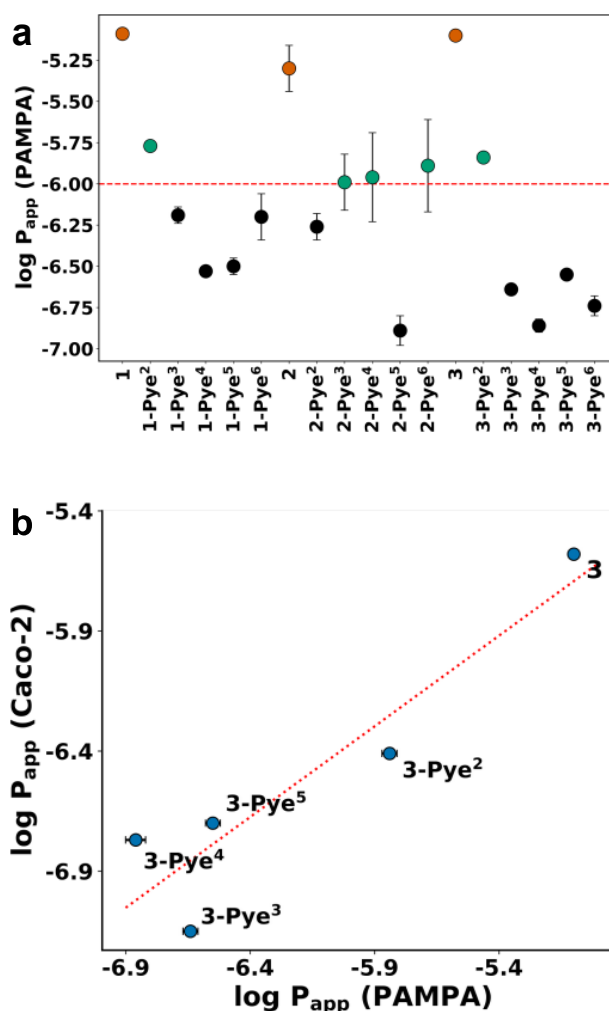 a
-5.25
-5.50
-5.75
-6.00
-6.25
-6.50
-6.75
-7.00
log Papp (PAMPA)
1
1-Pye²
1-Pye³
1-Pye⁴
1-Pye⁵
1-Pye⁶
2
2-Pye²
2-Pye³
2-Pye⁴
2-Pye⁵
2-Pye⁶
3
3-Pye²
3-Pye³
3-Pye⁴
3-Pye⁵
3-Pye⁶
b
-5.4
-5.9
-6.4
-6.9
log Papp (Caco-2)
3
3-Pye²
3-Pye⁵
3-Pye⁴
3-Pye³
-6.9 -6.4 -5.9 -5.4
log Papp (PAMPA)